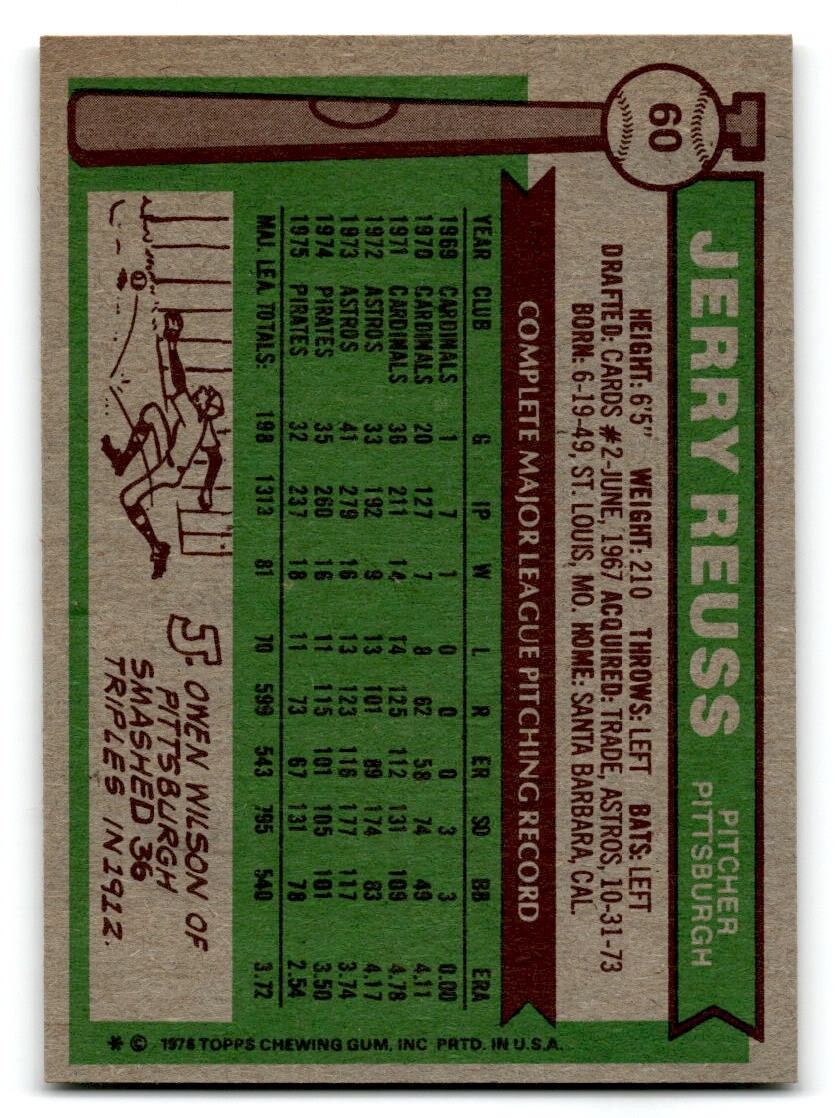 60
JERRY REUSS
PITCHER
PITTSBURGH
HEIGHT: 6'5" WEIGHT: 210 THROWS: LEFT BATS: LEFT
DRAFTED: CARDS #2-JUNE, 1967 ACQUIRED: TRADE, ASTROS, 10-31-73
BORN: 6-19-49, ST. LOUIS, MO. HOME: SANTA BARBARA, CAL.
COMPLETE MAJOR LEAGUE PITCHING RECORD
YEAR CLUB G IP W L R ER SO BB ERA
1969 CARDINALS 1 7 1 0 0 0 3 3 0.00
1970 CARDINALS 20 127 7 8 62 58 74 49 4.11
1971 CARDINALS 36 211 14 14 125 112 131 109 4.78
1972 ASTROS 33 192 9 13 101 89 174 83 4.17
1973 ASTROS 41 279 16 13 123 116 177 117 3.74
1974 PIRATES 35 260 16 11 115 101 105 101 3.50
1975 PIRATES 32 237 18 11 73 67 131 78 2.54
MAJ. LEA. TOTALS: 198 1313 81 70 599 543 795 540 3.72
J. OWEN WILSON OF
PITTSBURGH
SMASHED 36
TRIPLES IN 1912.
* © 1976 TOPPS CHEWING GUM, INC PRTD. IN U.S.A.